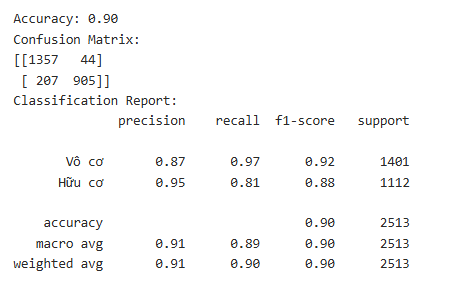 Accuracy: 0.90
Confusion Matrix:
[[1357   44]
 [ 207  905]]
Classification Report:
              precision    recall  f1-score   support

       Vô cơ       0.87      0.97      0.92      1401
      Hữu cơ       0.95      0.81      0.88      1112

    accuracy                           0.90      2513
   macro avg       0.91      0.89      0.90      2513
weighted avg       0.91      0.90      0.90      2513